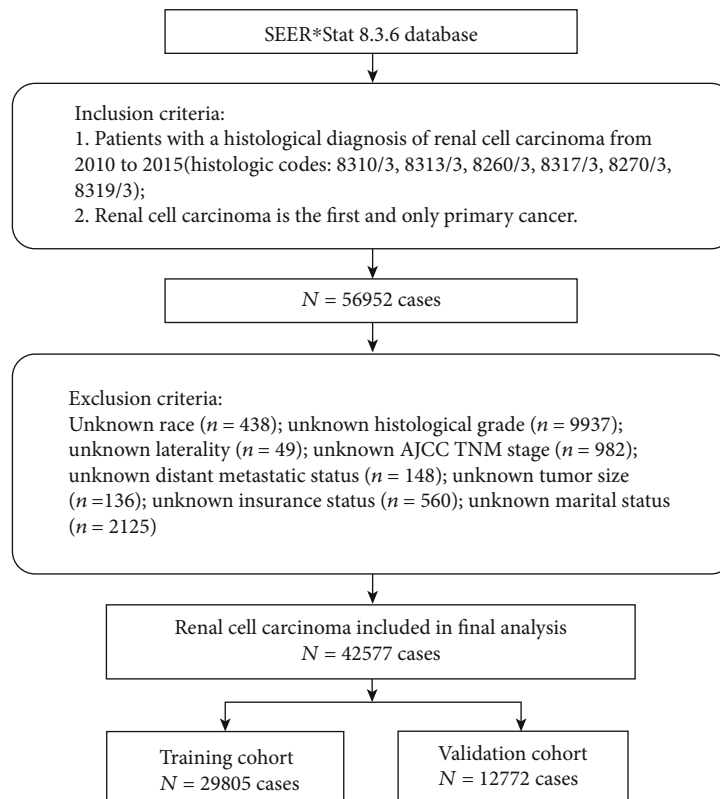 SEER*Stat 8.3.6 database
Inclusion criteria:
1. Patients with a histological diagnosis of renal cell carcinoma from
2010 to 2015(histologic codes: 8310/3, 8313/3, 8260/3, 8317/3, 8270/3,
8319/3);
2. Renal cell carcinoma is the first and only primary cancer.
N = 56952 cases
Exclusion criteria:
Unknown race (n = 438); unknown histological grade (n = 9937);
unknown laterality (n = 49); unknown AJCC TNM stage (n = 982);
unknown distant metastatic status (n = 148); unknown tumor size
(n =136); unknown insurance status (n = 560); unknown marital status
(n = 2125)
Renal cell carcinoma included in final analysis
N = 42577 cases
Training cohort
N = 29805 cases
Validation cohort
N = 12772 cases